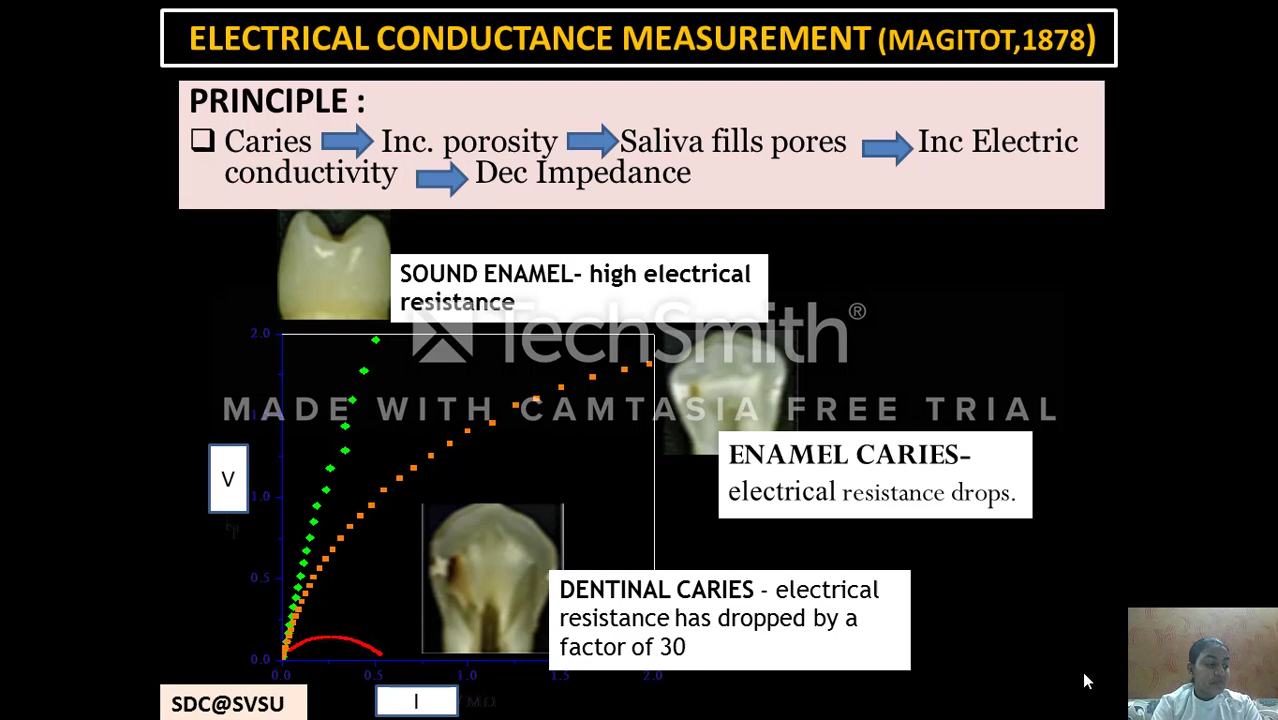 ELECTRICAL CONDUCTANCE MEASUREMENT (MAGITOT,1878)
PRINCIPLE :
Caries Inc. porosity Saliva fills pores Inc Electric
conductivity Dec Impedance
SOUND ENAMEL- high electrical
resistance
TechSmith®
MADE WITH CAMTASIA FREE TRIAL
2.0
V
1.0
0.5
0.0
0.0 0.5 1.0 1.5 2.0
I
ENAMEL CARIES-
electrical resistance drops.
DENTINAL CARIES - electrical
resistance has dropped by a
factor of 30
SDC@SVSU